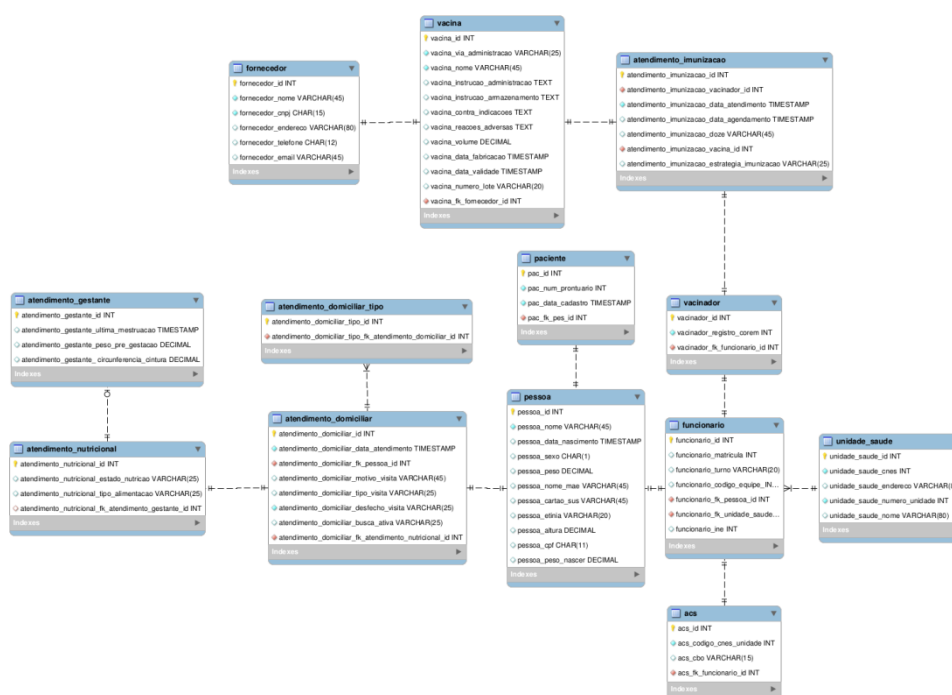 vacina
vacina_id INT
vacina_via_administracao VARCHAR(25)
vacina_nome VARCHAR(45)
vacina_instrucao_administracao TEXT
vacina_instrucao_armazenamento TEXT
vacina_contra_indicacoes TEXT
vacina_reacoes_adversas TEXT
vacina_volume DECIMAL
vacina_data_fabricacao TIMESTAMP
vacina_data_validade TIMESTAMP
vacina_numero_lote VARCHAR(20)
vacina_fk_fornecedor_id INT
Indexes
fornecedor
fornecedor_id INT
fornecedor_nome VARCHAR(45)
fornecedor_cnpj CHAR(15)
fornecedor_endereco VARCHAR(80)
fornecedor_telefone CHAR(12)
fornecedor_email VARCHAR(45)
Indexes
atendimento_imunizacao
atendimento_imunizacao_id INT
atendimento_imunizacao_vacinador_id INT
atendimento_imunizacao_data_atendimento TIMESTAMP
atendimento_imunizacao_data_agendamento TIMESTAMP
atendimento_imunizacao_doze VARCHAR(45)
atendimento_imunizacao_vacina_id INT
atendimento_imunizacao_estrategia_imunizacao VARCHAR(25)
Indexes
paciente
pac_id INT
pac_num_prontuario INT
pac_data_cadastro TIMESTAMP
pac_fk_pes_id INT
Indexes
atendimento_gestante
atendimento_gestante_id INT
atendimento_gestante_ultima_mestruacao TIMESTAMP
atendimento_gestante_peso_pre_gestacao DECIMAL
atendimento_gestante_ circunferencia_cintura DECIMAL
Indexes
atendimento_domiciliar_tipo
atendimento_domiciliar_tipo_id INT
atendimento_domiciliar_tipo_fk_atendimento_domiciliar_id INT
Indexes
vacinador
vacinador_id INT
vacinador_registro_corem INT
vacinador_fk_funcionario_id INT
Indexes
pessoa
pessoa_id INT
pessoa_nome VARCHAR(45)
pessoa_data_nascimento TIMESTAMP
pessoa_sexo CHAR(1)
pessoa_peso DECIMAL
pessoa_nome_mae VARCHAR(45)
pessoa_cartao_sus VARCHAR(45)
pessoa_etinia VARCHAR(20)
pessoa_altura DECIMAL
pessoa_cpf CHAR(11)
pessoa_peso_nascer DECIMAL
Indexes
atendimento_domiciliar
atendimento_domiciliar_id INT
atendimento_domiciliar_data_atendimento TIMESTAMP
atendimento_domiciliar_fk_pessoa_id INT
atendimento_domiciliar_motivo_visita VARCHAR(45)
atendimento_domiciliar_tipo_visita VARCHAR(25)
atendimento_domiciliar_desfecho_visita VARCHAR(25)
atendimento_domiciliar_busca_ativa VARCHAR(25)
atendimento_domiciliar_fk_atendimento_nutricional_id INT
Indexes
funcionario
funcionario_id INT
funcionario_matricula INT
funcionario_turno VARCHAR(20)
funcionario_codigo_equipe_IN...
funcionario_fk_pessoa_id INT
funcionario_fk_unidade_saude...
funcionario_ine INT
Indexes
unidade_saude
unidade_saude_id INT
unidade_saude_cnes INT
unidade_saude_endereco VARCHAR(
unidade_saude_numero_unidade INT
unidade_saude_nome VARCHAR(80)
Indexes
atendimento_nutricional
atendimento_nutricional_id INT
atendimento_nutricional_estado_nutricao VARCHAR(25)
atendimento_nutricional_tipo_alimentacao VARCHAR(25)
atendimento_nutricional_fk_atendimento_gestante_id INT
Indexes
acs
acs_id INT
acs_codigo_cnes_unidade INT
acs_cbo VARCHAR(15)
acs_fk_funcionario_id INT
Indexes